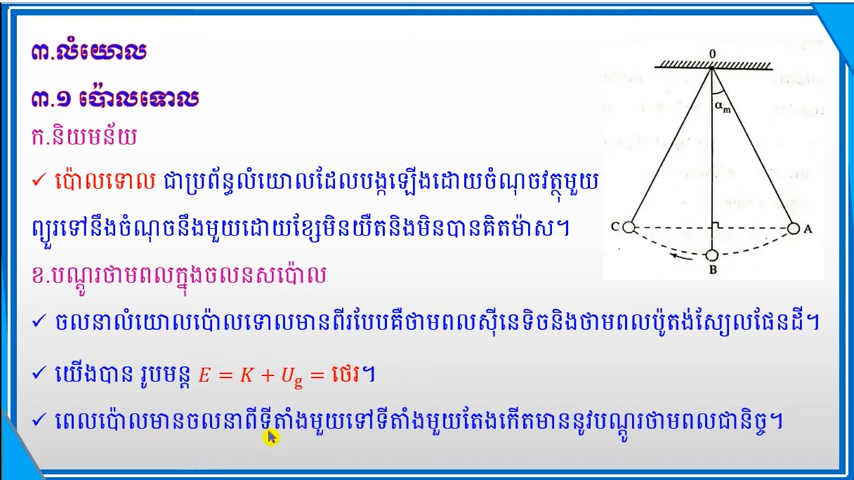 ៣.លំយោល
៣.១ ប៉ោលទោល
ក.និយមន័យ
✓ ប៉ោលទោល ជាប្រព័ន្ធលំយោលដែលបង្កឡើងដោយចំណុចវត្ថុមួយ
ព្យួរទៅនឹងចំណុចនឹងមួយដោយខ្សែមិនយឺតនិងមិនបានគិតម៉ាស។
ខ.បណ្តូរថាមពលក្នុងចលនសប៉ោល
✓ ចលនាលំយោលប៉ោលទោលមានពីរបែបគឺថាមពលស៊ីនេទិចនិងថាមពលប៉ូតង់ស្យែលផែនដី។
✓ យើងបាន រូបមន្ត E = K + U_g = ថេរ។
✓ ពេលប៉ោលមានចលនាពីទីតាំងមួយទៅទីតាំងមួយតែងកើតមាននូវបណ្តូរថាមពលជានិច្ច។
O
α_m
C
A
B